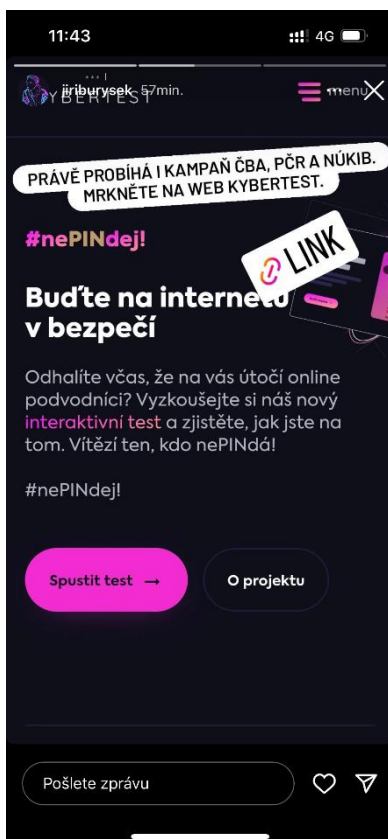 11:43
4G
jiriburysek 57min.
KYBERTEST
menu
PRÁVĚ PROBÍHÁ I KAMPAŇ ČBA, PČR A NÚKIB.
MRKNĚTE NA WEB KYBERTEST.
#nePINdej!
LINK
Buďte na internetu
v bezpečí
Odhalíte včas, že na vás útočí online
podvodníci? Vyzkoušejte si náš nový
interaktivní test a zjistěte, jak jste na
tom. Vítězí ten, kdo nePINdá!
#nePINdej!
Spustit test →
O projektu
Pošlete zprávu